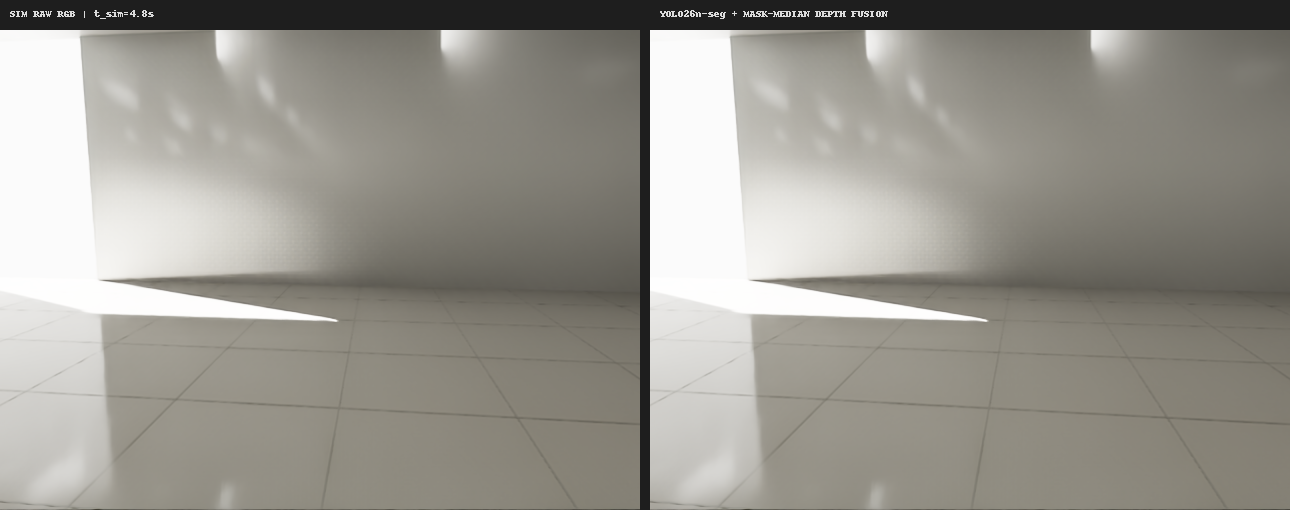 SIM RAW RGB | t_sim=4.8s
YOLO26n-seg + MASK-MEDIAN DEPTH FUSION